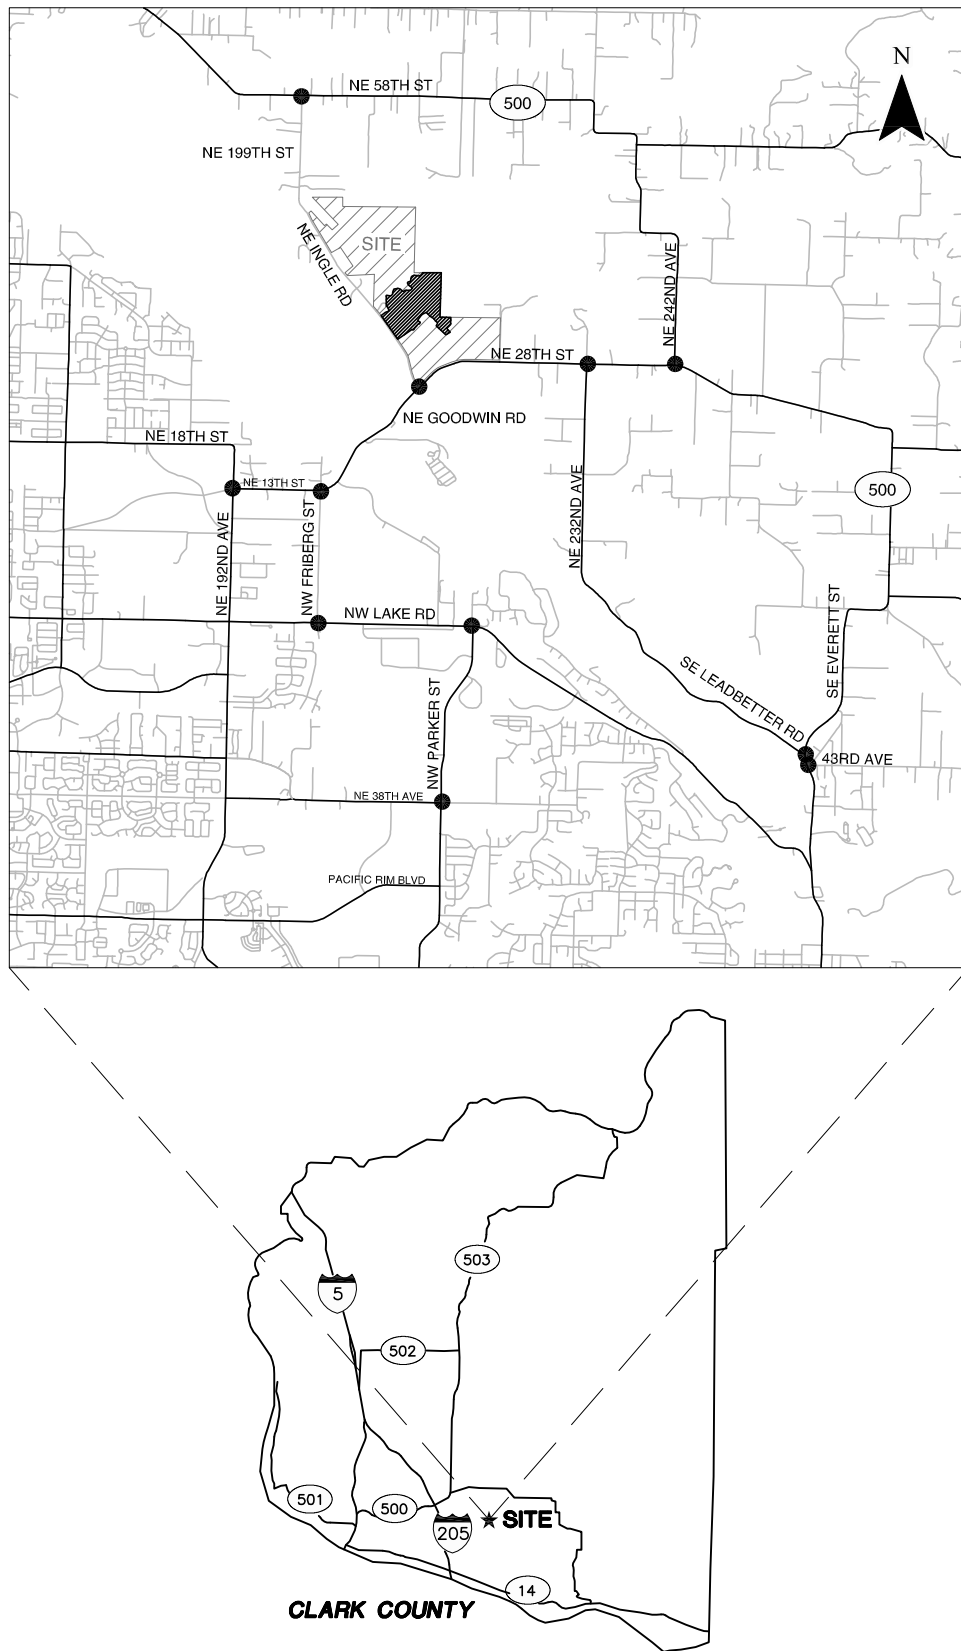 N
NE 58TH ST
500
NE 199TH ST
SITE
NE INGLE RD
NE 242ND AVE
NE 28TH ST
NE GOODWIN RD
NE 18TH ST
NE 13TH ST
500
NE 192ND AVE
NW FRIBERG ST
NE 232ND AVE
NW LAKE RD
SE EVERETT ST
SE LEADBETTER RD
NW PARKER ST
43RD AVE
NE 38TH AVE
PACIFIC RIM BLVD
503
5
502
501
500
205
SITE
14
CLARK COUNTY